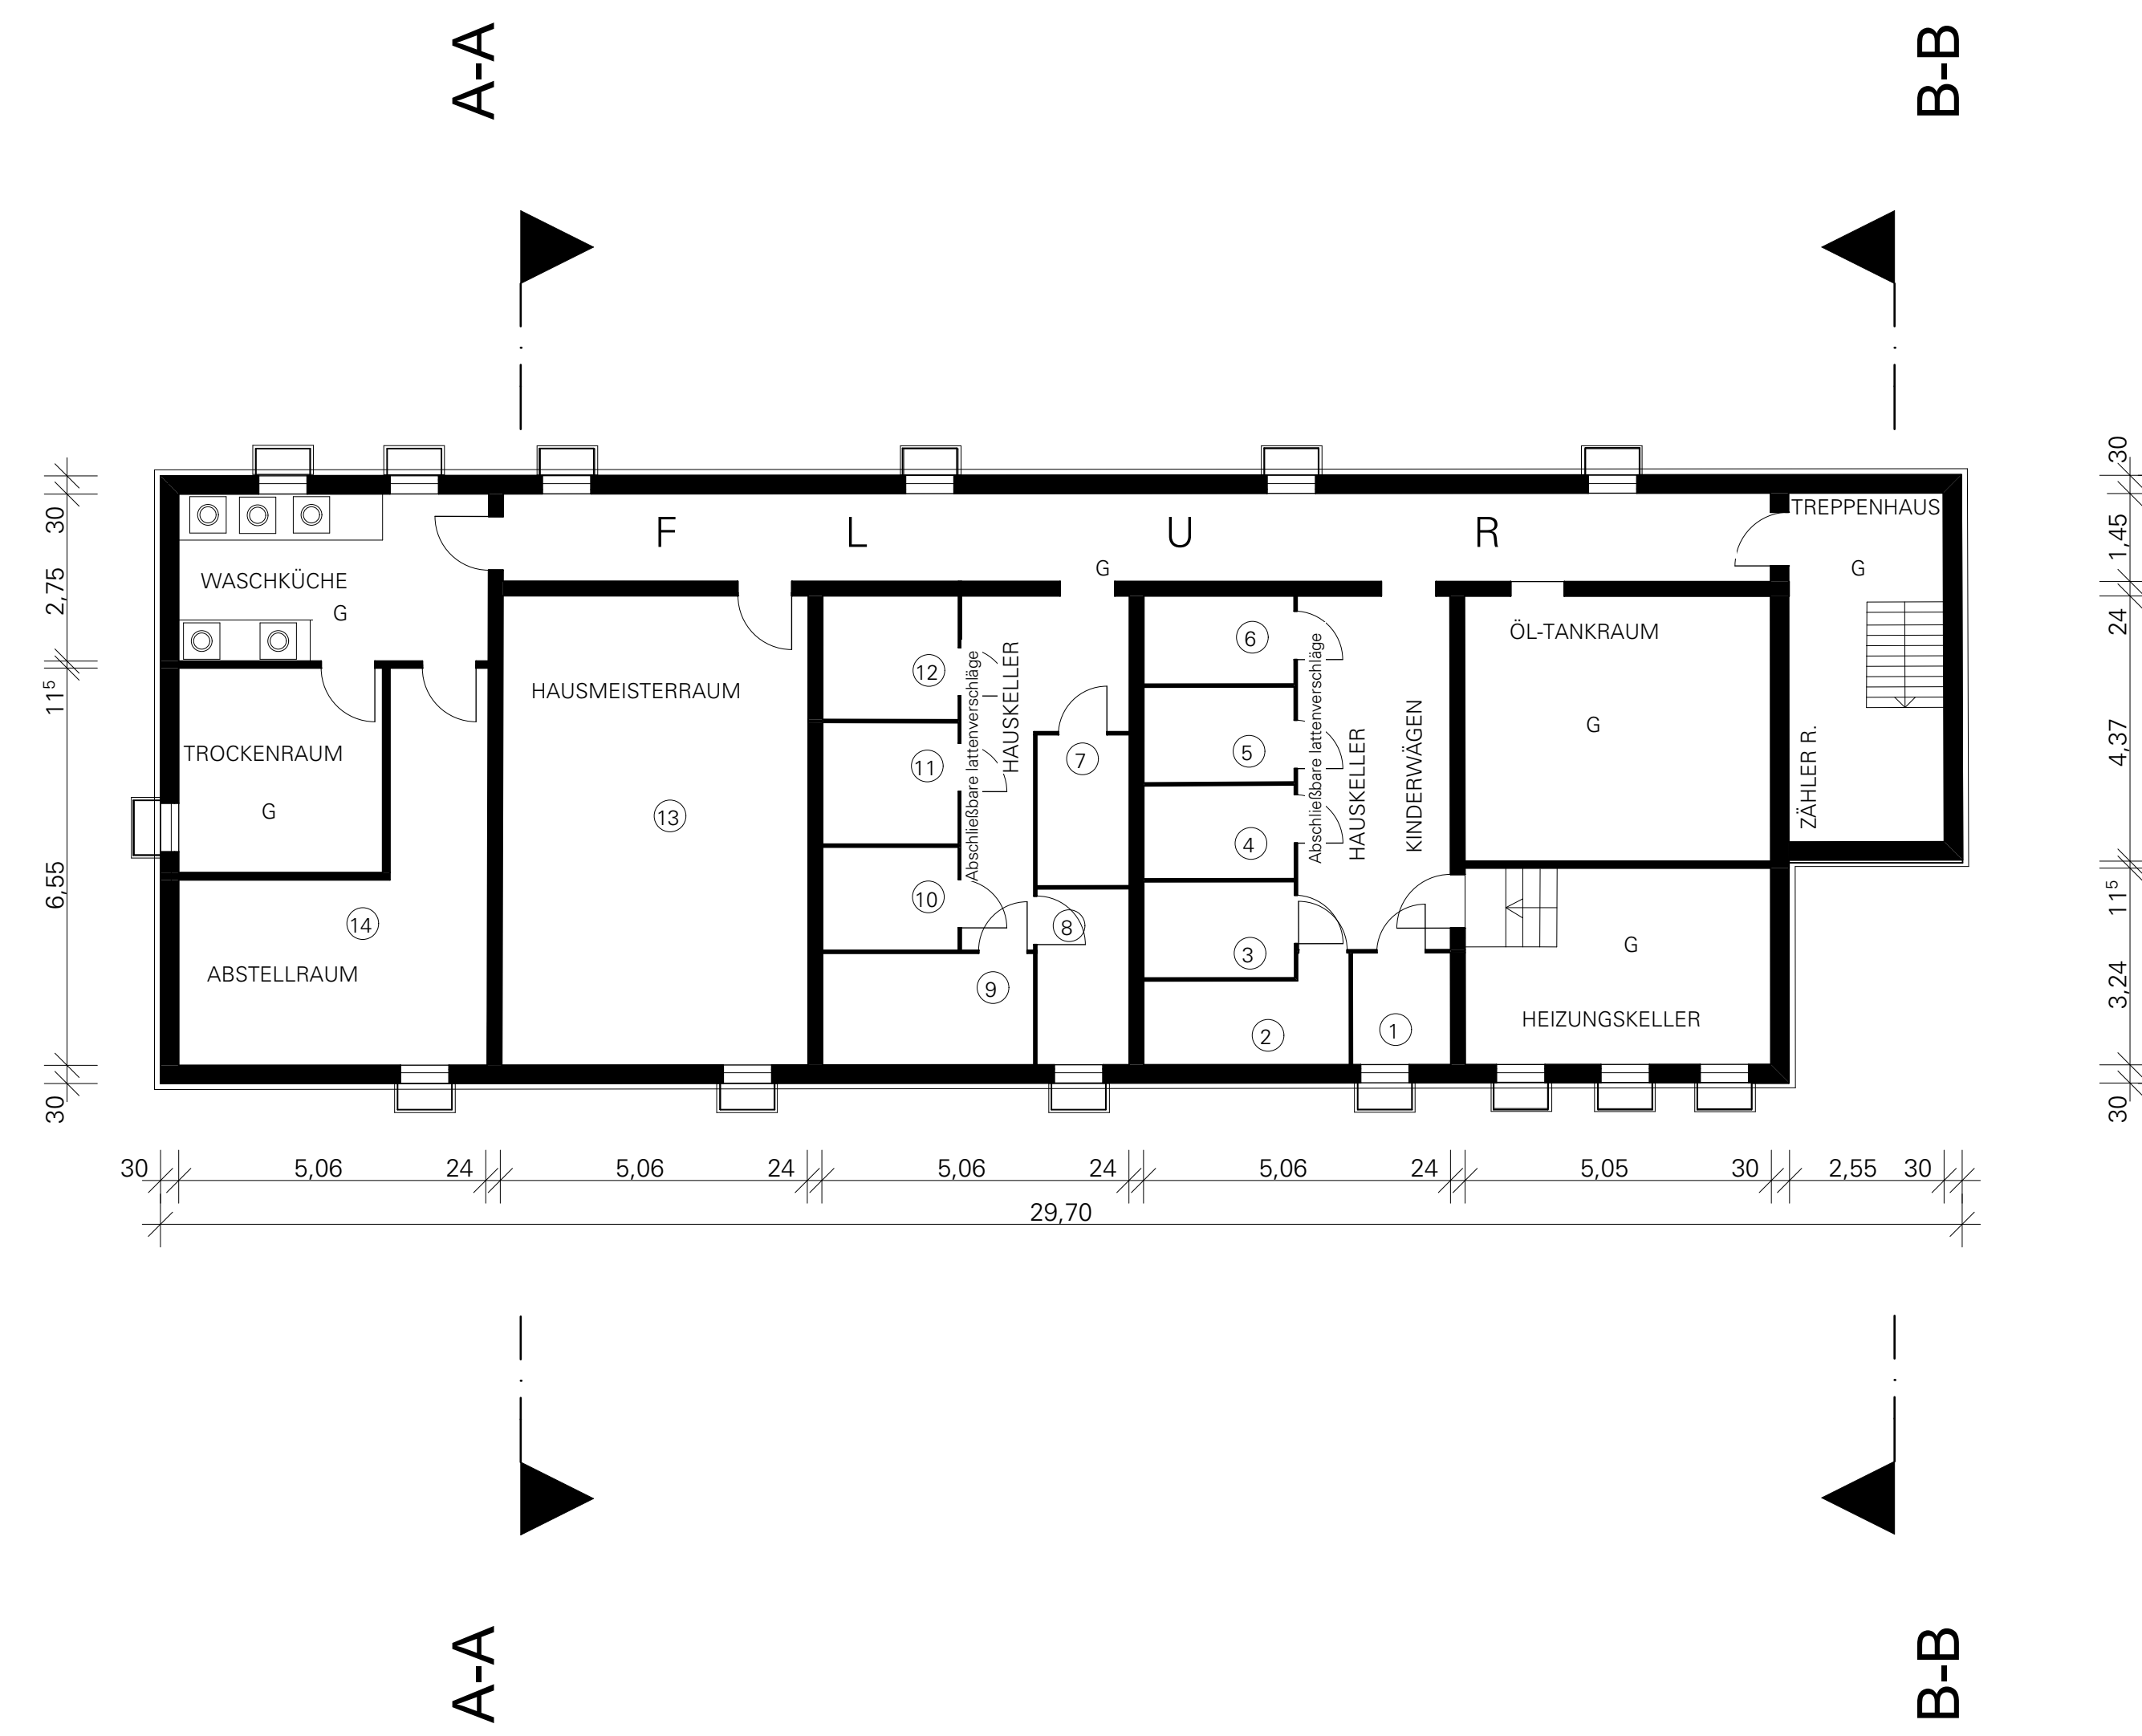 A-A
B-B
F L U R
G
TREPPENHAUS
G
WASCHKÜCHE
G
TROCKENRAUM
G
14
ABSTELLRAUM
HAUSMEISTERRAUM
13
12
11
10
9
Abschließbare lattenverschläge
HAUSKELLER
7
8
6
5
4
3
2
1
Abschließbare lattenverschläge
HAUSKELLER
KINDERWÄGEN
ÖL-TANKRAUM
G
G
HEIZUNGSKELLER
ZÄHLER R.
30
2,75
11⁵
6,55
30
30
1,45
24
4,37
11⁵
3,24
30
30 5,06 24 5,06 24 5,06 24 5,06 24 5,05 30 2,55 30
29,70
A-A
B-B